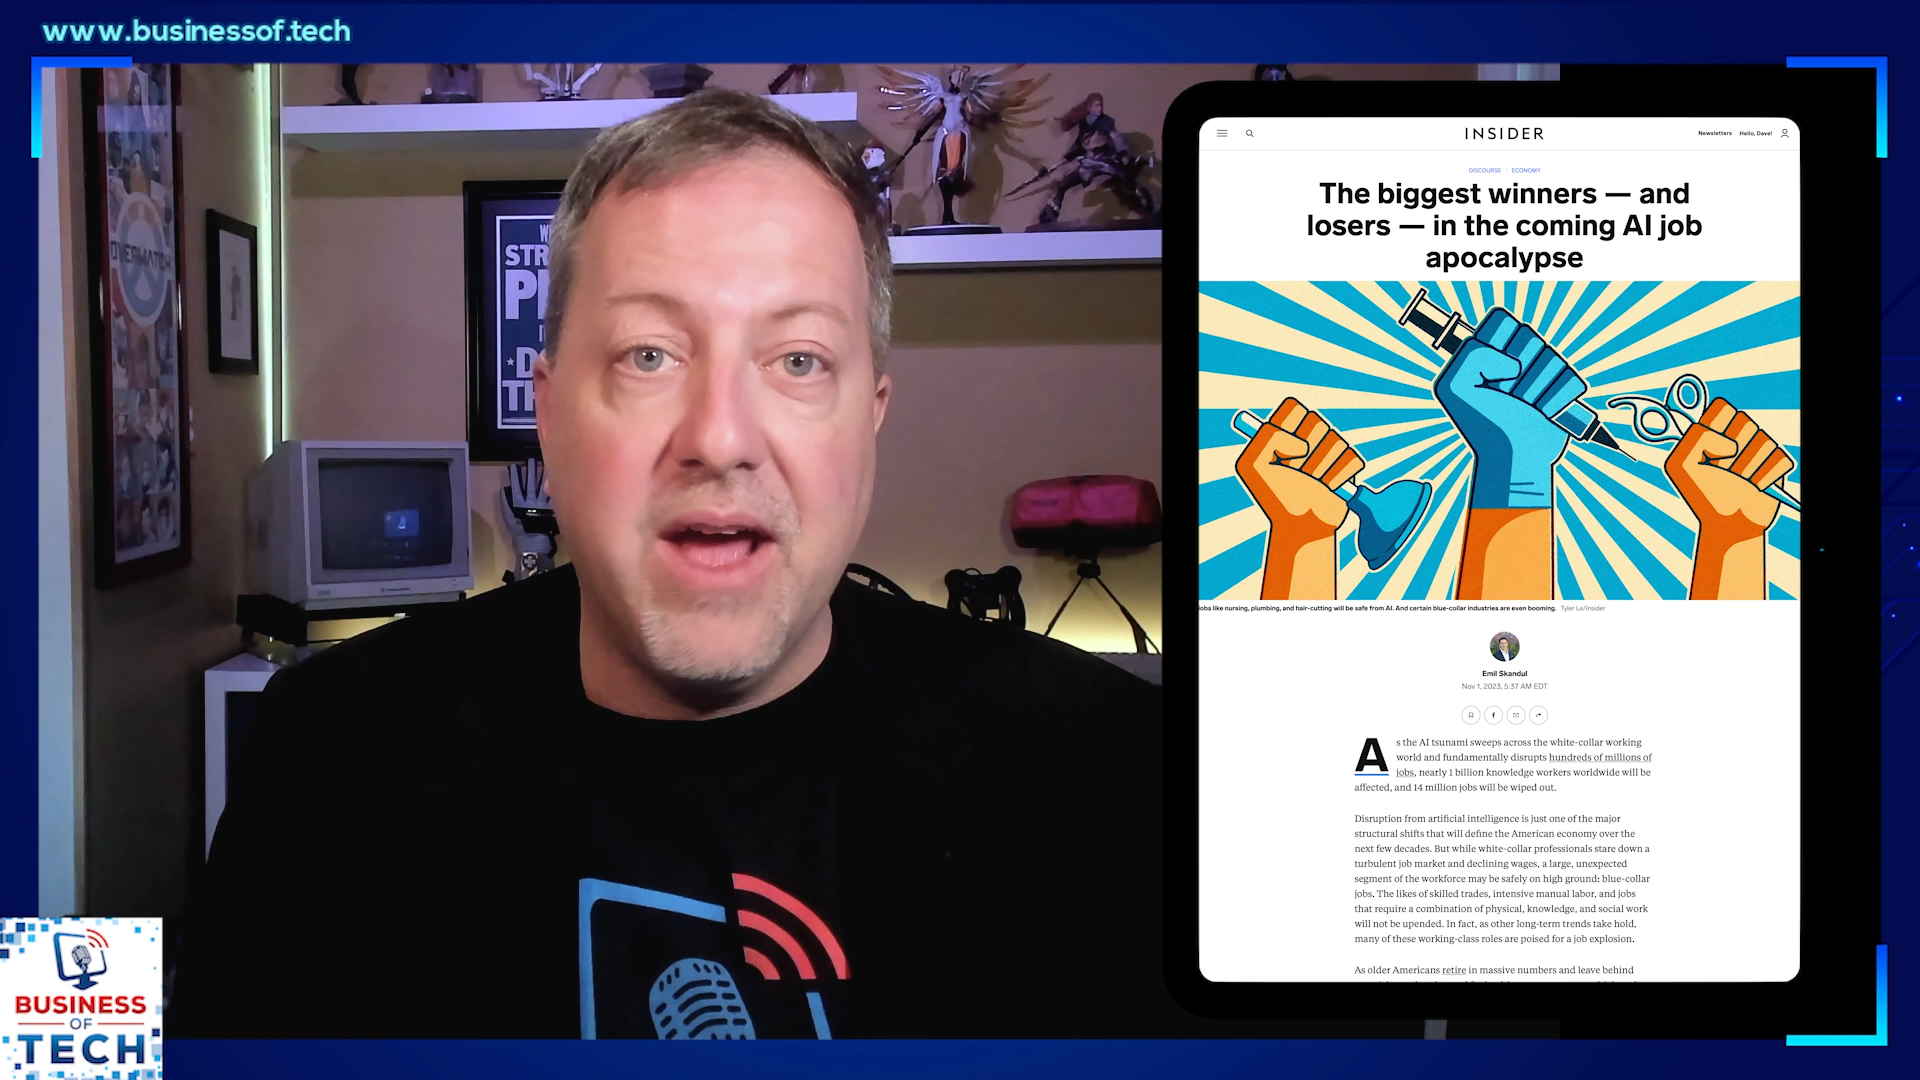 www.businessof.tech
OVERWATCH
STR
P
D
TH
INSIDER
Newsletters Hello, Dave!
DISCOURSE ECONOMY
The biggest winners — and
losers — in the coming AI job
apocalypse
Jobs like nursing, plumbing, and hair-cutting will be safe from AI. And certain blue-collar industries are even booming. Tyler Le/Insider
Emil Skandul
Nov 1, 2023, 5:37 AM EDT
As the AI tsunami sweeps across the white-collar working
world and fundamentally disrupts hundreds of millions of
jobs, nearly 1 billion knowledge workers worldwide will be
affected, and 14 million jobs will be wiped out.
Disruption from artificial intelligence is just one of the major
structural shifts that will define the American economy over the
next few decades. But while white-collar professionals stare down a
turbulent job market and declining wages, a large, unexpected
segment of the workforce may be safely on high ground: blue-collar
jobs. The likes of skilled trades, intensive manual labor, and jobs
that require a combination of physical, knowledge, and social work
will not be upended. In fact, as other long-term trends take hold,
many of these working-class roles are poised for a job explosion.
As older Americans retire in massive numbers and leave behind
BUSINESS
OF
TECH